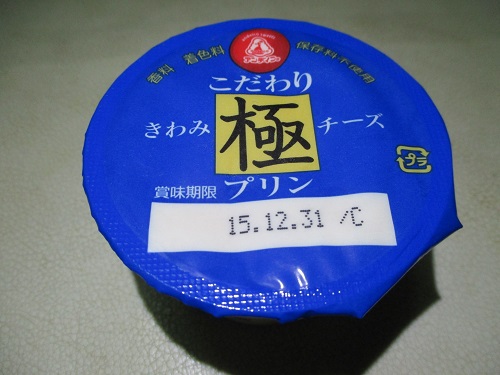 香料 着色料 保存料不使用
こだわり
きわみ 極 チーズ
賞味期限 プリン
15.12.31 /C
プラ